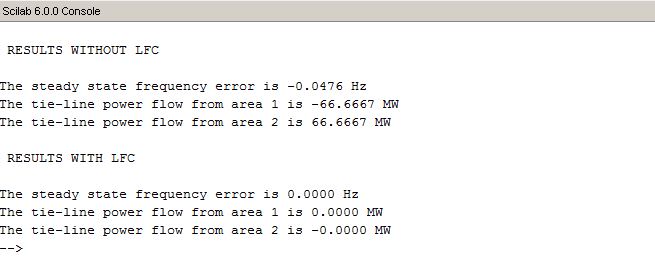 Scilab 6.0.0 Console
RESULTS WITHOUT LFC
The steady state frequency error is -0.0476 Hz
The tie-line power flow from area 1 is -66.6667 MW
The tie-line power flow from area 2 is 66.6667 MW
RESULTS WITH LFC
The steady state frequency error is 0.0000 Hz
The tie-line power flow from area 1 is 0.0000 MW
The tie-line power flow from area 2 is -0.0000 MW
-->